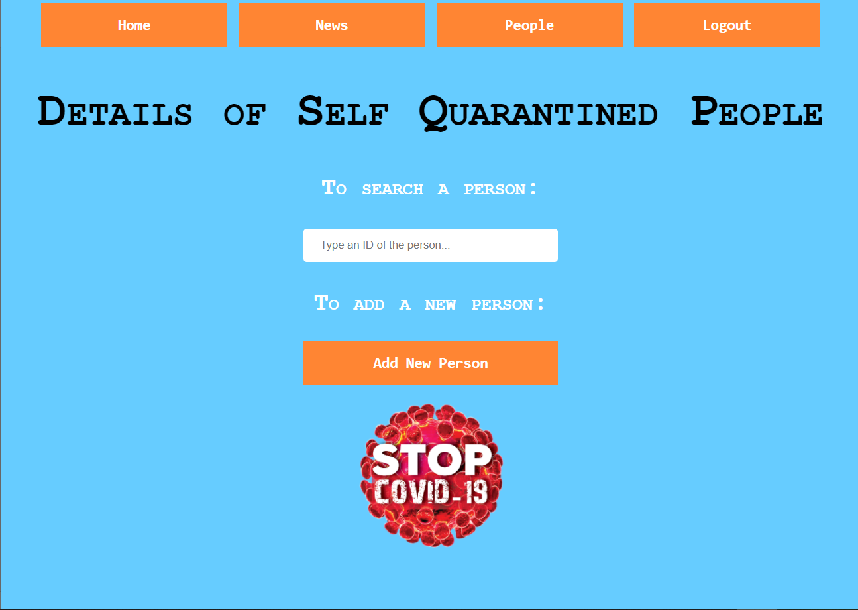 Home News People Logout
Details of Self Quarantined People
To search a person:
Type an ID of the person...
To add a new person:
Add New Person
STOP
COVID-19